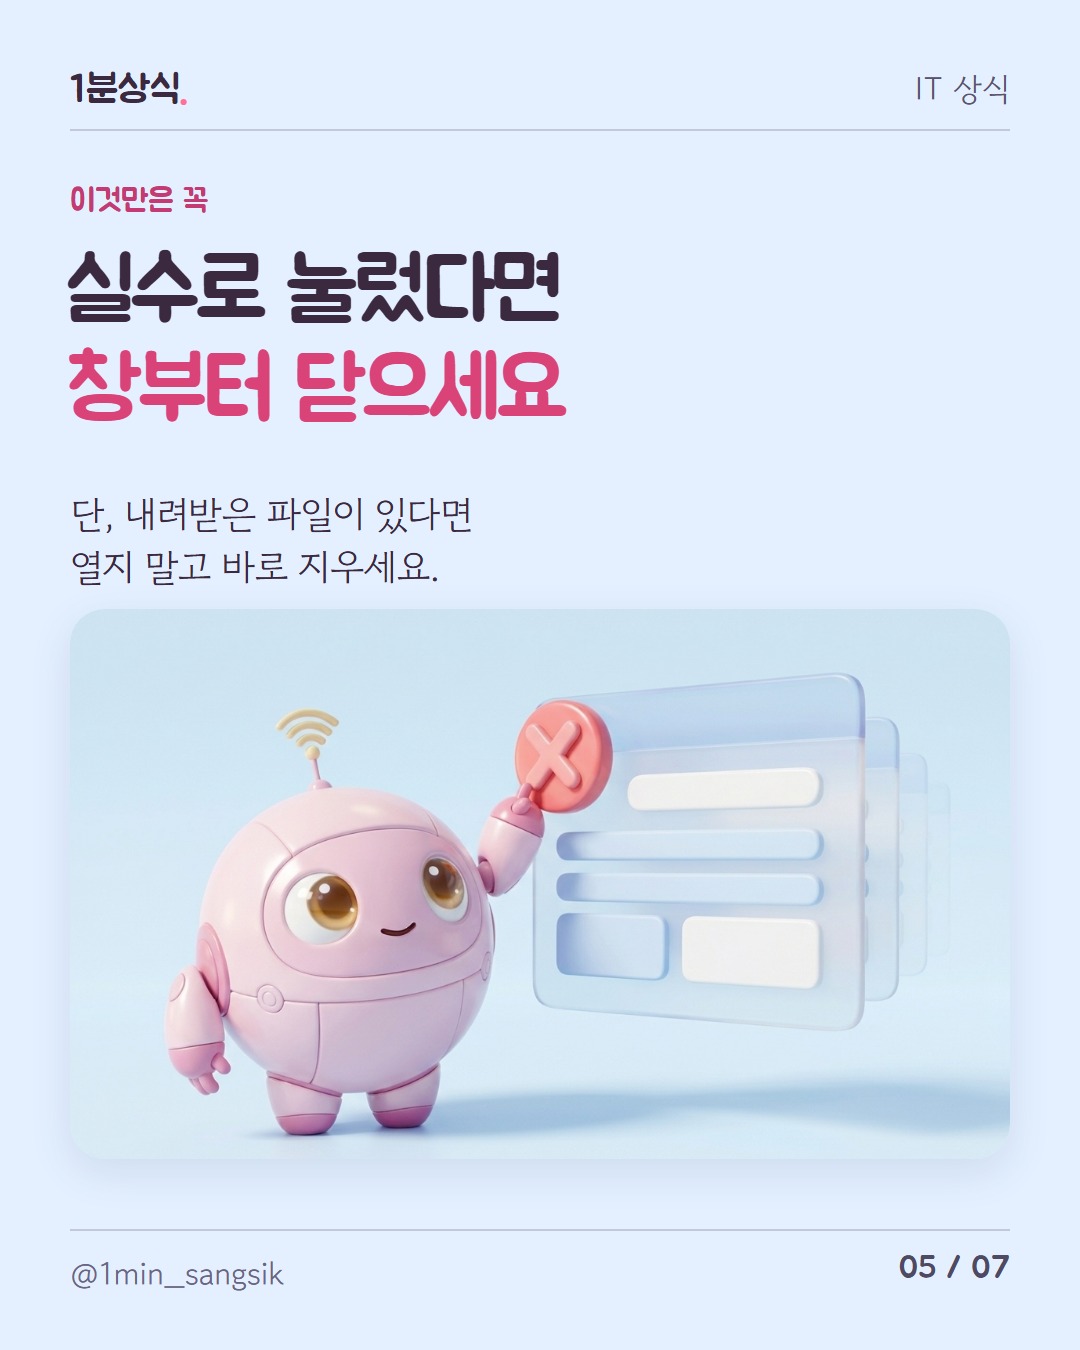 1분상식.
IT 상식
이것만은 꼭
실수로 눌렀다면
창부터 닫으세요
단, 내려받은 파일이 있다면
열지 말고 바로 지우세요.
@1min_sangsik
05 / 07